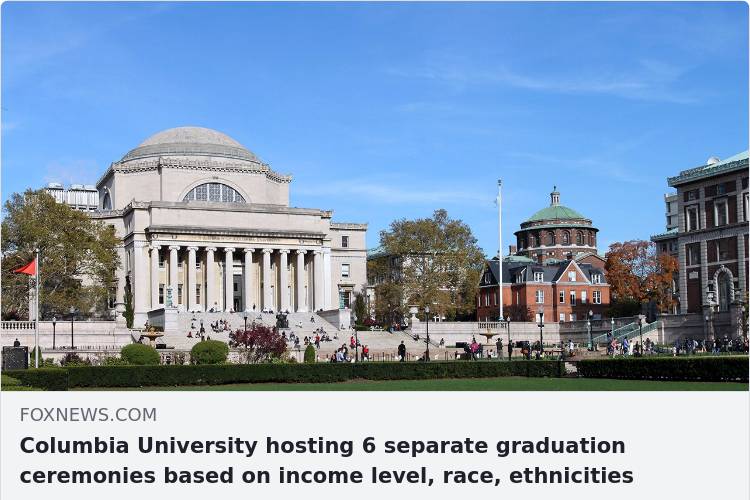 FOXNEWS.COM
Columbia University hosting 6 separate graduation
ceremonies based on income level, race, ethnicities